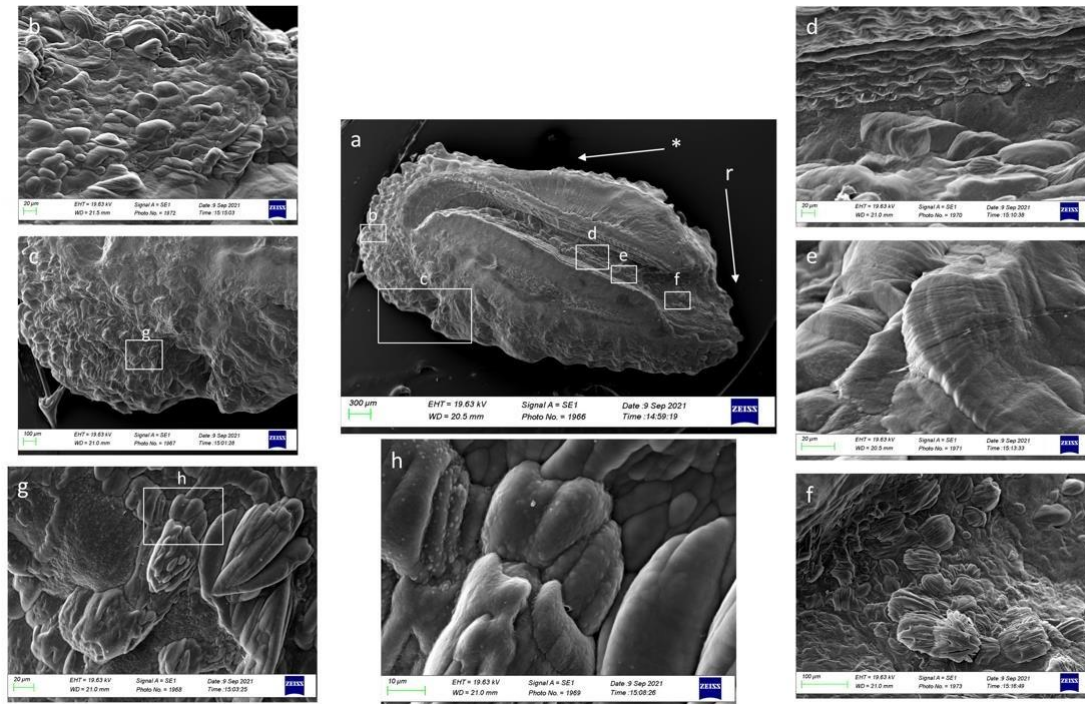 b
20 µm
EHT = 19.63 kV
WD = 21.5 mm
Signal A = SE1
Photo No. = 1972
Date :9 Sep 2021
Time :15:15:03
ZEISS
c
g
100 µm
EHT = 19.63 kV
WD = 21.0 mm
Signal A = SE1
Photo No. = 1967
Date :9 Sep 2021
Time :15:01:28
ZEISS
g
h
20 µm
EHT = 19.63 kV
WD = 21.0 mm
Signal A = SE1
Photo No. = 1968
Date :9 Sep 2021
Time :15:03:25
ZEISS
a
*
r
b
c
d
e
f
300 µm
EHT = 19.63 kV
WD = 20.5 mm
Signal A = SE1
Photo No. = 1966
Date :9 Sep 2021
Time :14:59:19
ZEISS
h
10 µm
EHT = 19.63 kV
WD = 21.0 mm
Signal A = SE1
Photo No. = 1969
Date :9 Sep 2021
Time :15:08:26
ZEISS
d
20 µm
EHT = 19.63 kV
WD = 21.0 mm
Signal A = SE1
Photo No. = 1970
Date :9 Sep 2021
Time :15:10:38
ZEISS
e
EHT = 19.63 kV
WD = 20.5 mm
Signal A = SE1
Photo No. = 1971
Date :9 Sep 2021
Time :15:13:33
ZEISS
f
100 µm
EHT = 19.63 kV
WD = 21.0 mm
Signal A = SE1
Photo No. = 1973
Date :9 Sep 2021
Time :15:16:49
ZEISS